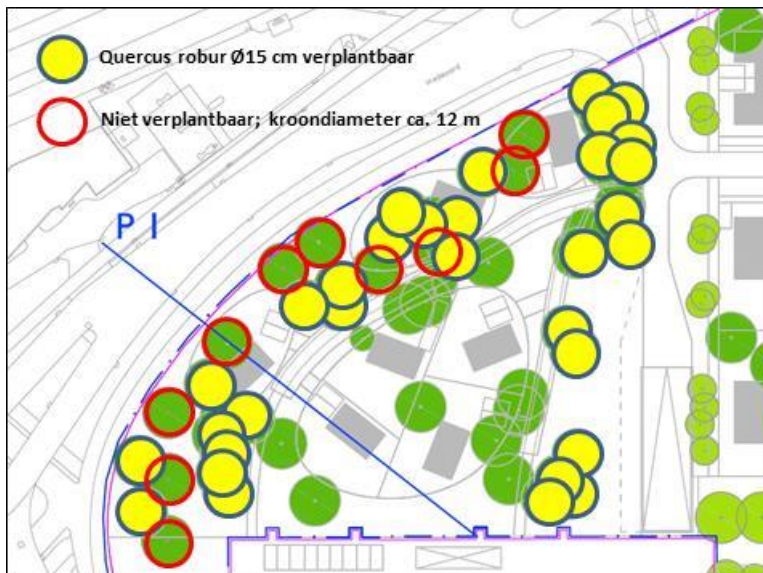 Quercus robur Ø15 cm verplantbaar
Niet verplantbaar; kroondiameter ca. 12 m
P I